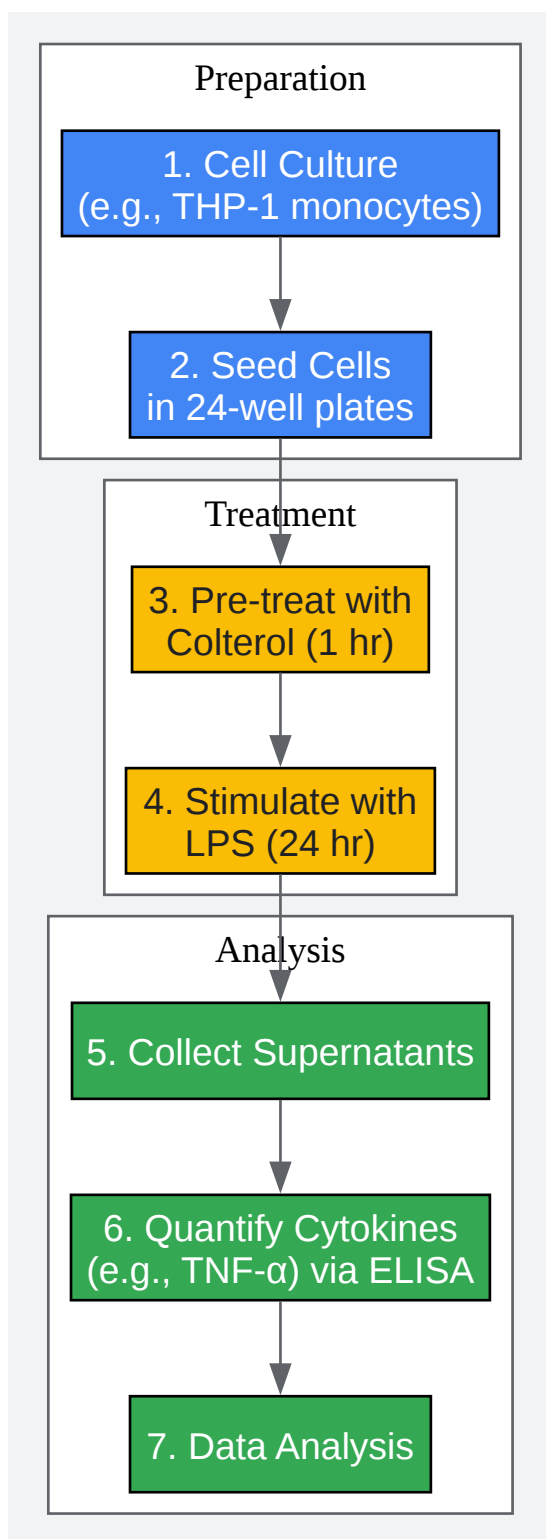 Preparation
1. Cell Culture
(e.g., THP-1 monocytes)
2. Seed Cells
in 24-well plates
Treatment
3. Pre-treat with
Colterol (1 hr)
4. Stimulate with
LPS (24 hr)
Analysis
5. Collect Supernatants
6. Quantify Cytokines
(e.g., TNF-α) via ELISA
7. Data Analysis